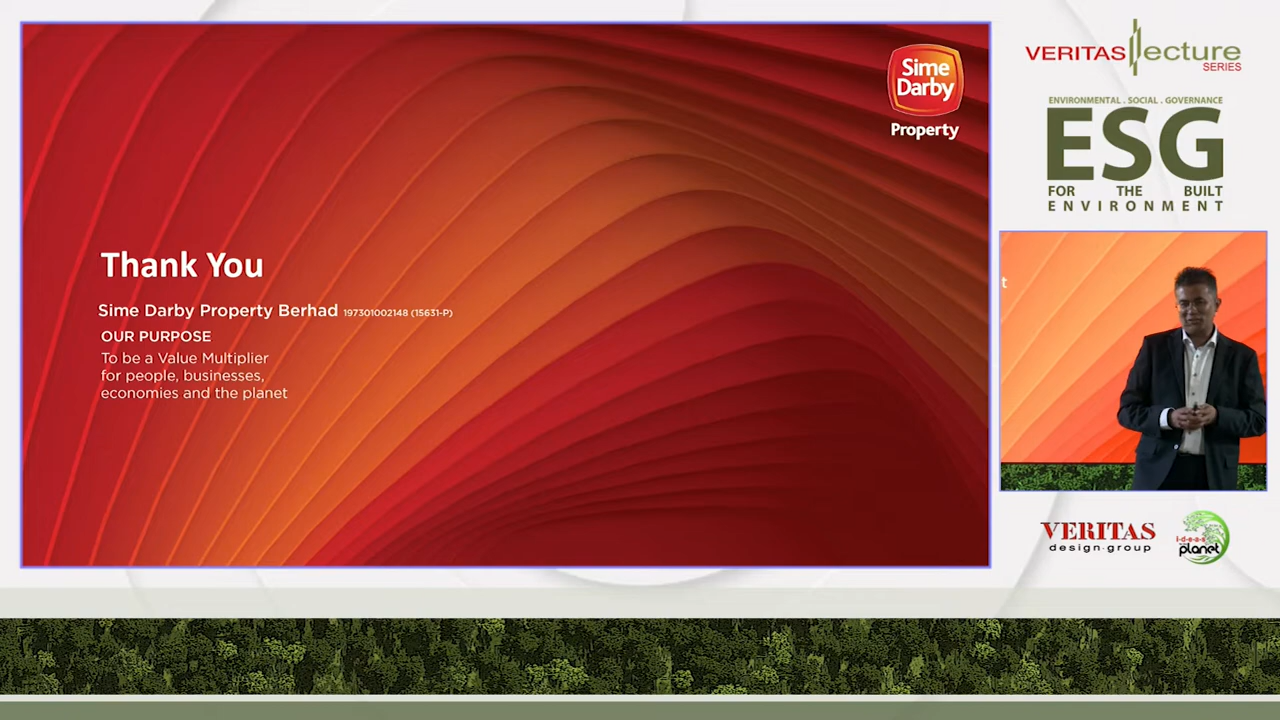 Sime
Darby
Property
Thank You
Sime Darby Property Berhad 197301002148 (15631-P)
OUR PURPOSE
To be a Value Multiplier
for people, businesses,
economies and the planet
VERITAS lecture
SERIES
ENVIRONMENTAL . SOCIAL . GOVERNANCE
ESG
FOR THE BUILT
ENVIRONMENT
t
VERITAS
design·group
ideas
planet